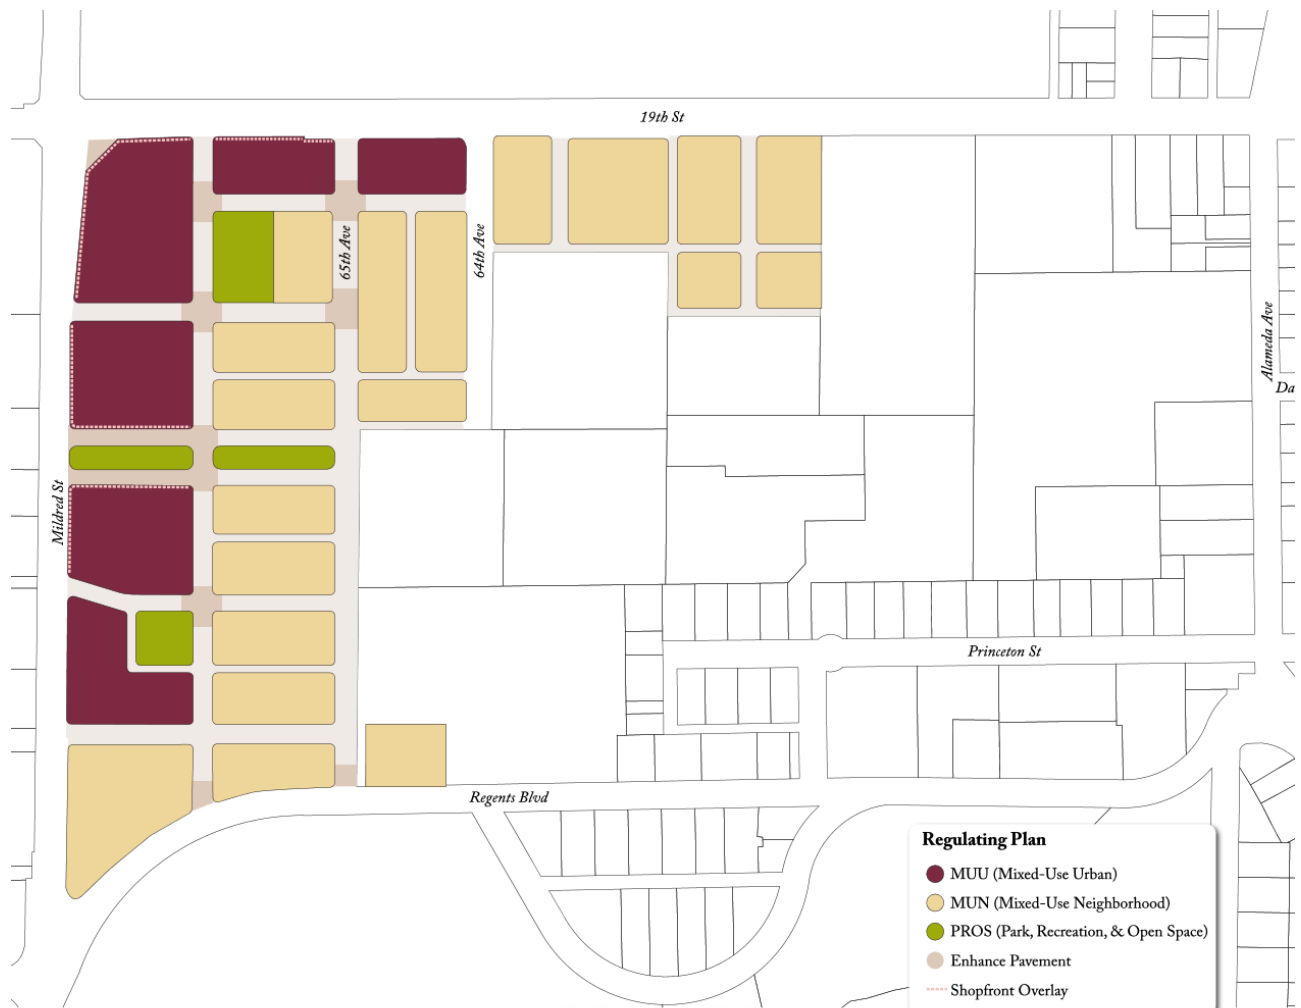 19th St
65th Ave
64th Ave
Alameda Ave
Da
Mildred St
Princeton St
Regents Blvd
Regulating Plan
MUU (Mixed-Use Urban)
MUN (Mixed-Use Neighborhood)
PROS (Park, Recreation, & Open Space)
Enhance Pavement
Shopfront Overlay